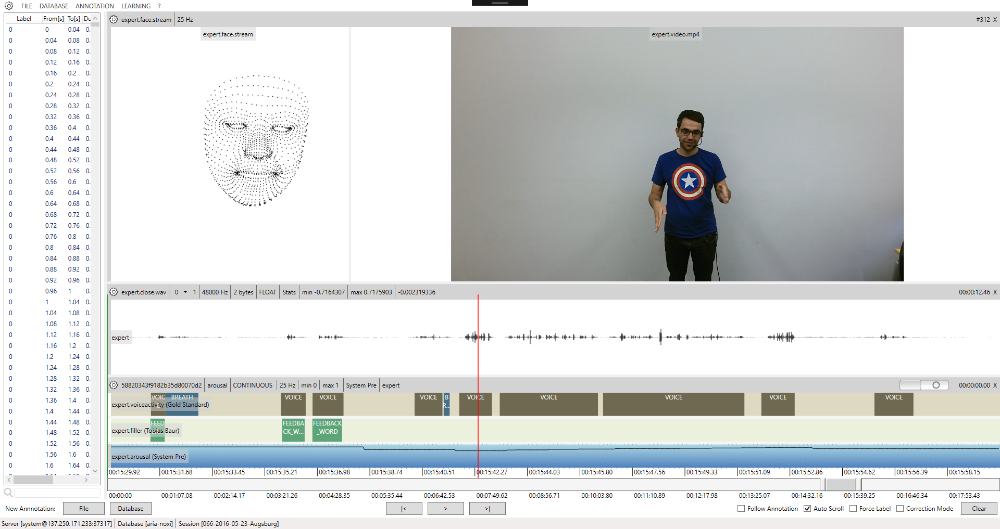 FILE DATABASE ANNOTATION LEARNING ?
Label From[s] To[s] Du
0 0 0.04 0.
0 0.04 0.08 0.
0 0.08 0.12 0.
0 0.12 0.16 0.
0 0.16 0.2 0.
0 0.2 0.24 0.
0 0.24 0.28 0.
0 0.28 0.32 0.
0 0.32 0.36 0.
0 0.36 0.4 0.
0 0.4 0.44 0.
0 0.44 0.48 0.
0 0.48 0.52 0.
0 0.52 0.56 0.
0 0.56 0.6 0.
0 0.6 0.64 0.
0 0.64 0.68 0.
0 0.68 0.72 0.
0 0.72 0.76 0.
0 0.76 0.8 0.
0 0.8 0.84 0.
0 0.84 0.88 0.
0 0.88 0.92 0.
0 0.92 0.96 0.
0 0.96 1 0.
0 1 1.04 0.
0 1.04 1.08 0.
0 1.08 1.12 0.
0 1.12 1.16 0.
0 1.16 1.2 0.
0 1.2 1.24 0.
0 1.24 1.28 0.
0 1.28 1.32 0.
0 1.32 1.36 0.
0 1.36 1.4 0.
0 1.4 1.44 0.
0 1.44 1.48 0.
0 1.48 1.52 0.
0 1.52 1.56 0.
0 1.56 1.6 0.
0 1.6 1.64 0.
expert.face.stream 25 Hz #312 X
expert.face.stream expert.video.mp4
expert.close.wav 0 1 48000 Hz 2 bytes FLOAT Stats min -0.7164307 max 0.7175903 -0.002319336 00:00:12.46 X
expert
58820343f9182b35d80070d2 arousal CONTINUOUS 25 Hz min 0 max 1 System Pre expert 00:00:00.00 X
VOIC BREATH VOICE VOICE VOICE B VOICE VOICE VOICE VOICE VOICE
R...
expert.voiceactivity (Gold Standard)
FEED FEEDBA FEEDBACK
CK_W... _WORD
expert.filler (Tobias Baur)
expert.arousal (System Pre)
00:15:29.92 00:15:31.68 00:15:33.45 00:15:35.21 00:15:36.98 00:15:38.74 00:15:40.51 00:15:42.27 00:15:44.03 00:15:45.80 00:15:47.56 00:15:49.33 00:15:51.09 00:15:52.86 00:15:54.62 00:15:56.39 00:15:58.15
00:00:00 00:01:07.08 00:02:14.17 00:03:21.26 00:04:28.35 00:05:35.44 00:06:42.53 00:07:49.62 00:08:56.71 00:10:03.80 00:11:10.89 00:12:17.98 00:13:25.07 00:14:32.16 00:15:39.25 00:16:46.34 00:17:53.43
New Annnotation: File Database |< > >| Follow Annotation Auto Scroll Force Label Correction Mode Clear
Server [system@137.250.171.233:37317] Database [aria-noxi] Session [066-2016-05-23-Augsburg]